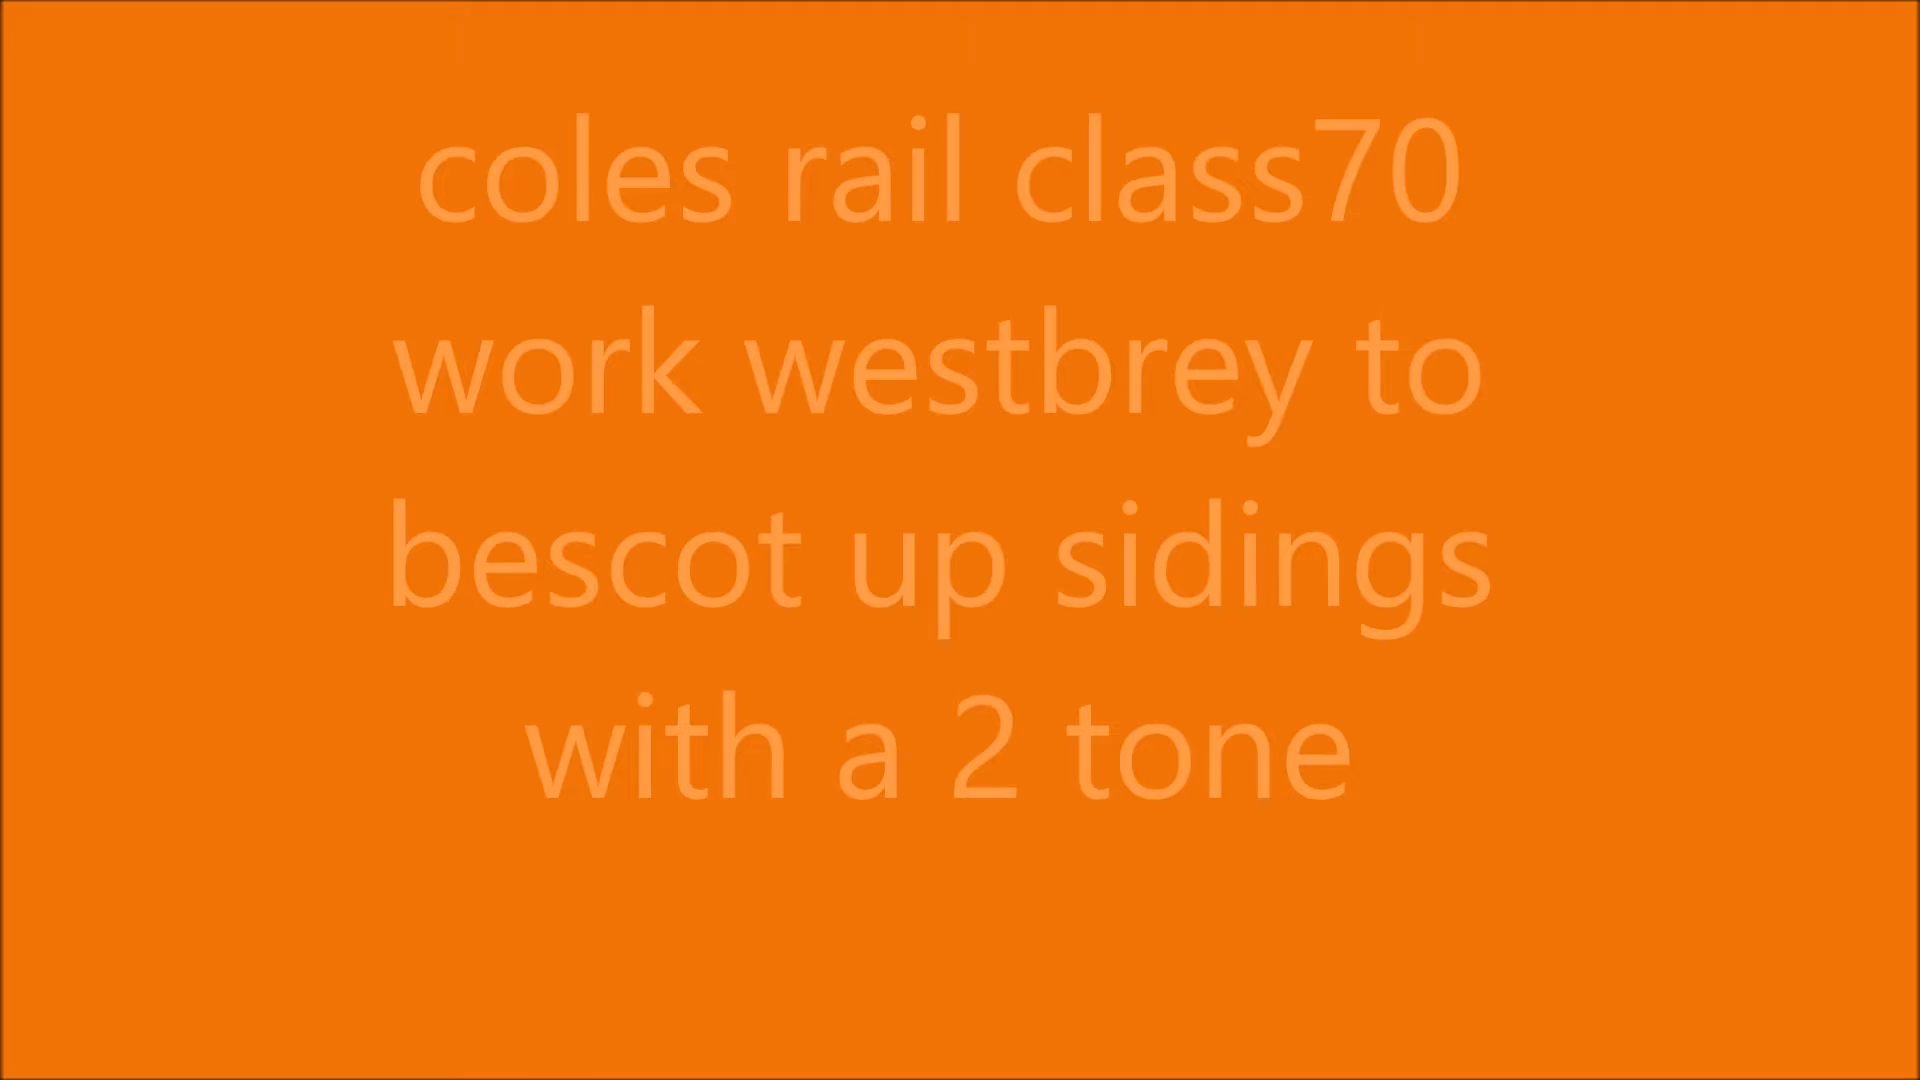 coles rail class70
work westbrey to
bescot up sidings
with a 2 tone